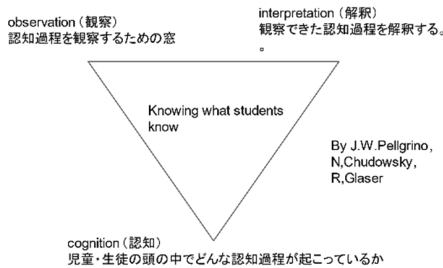 observation（観察）
認知過程を観察するための窓
interpretation（解釈）
観察できた認知過程を解釈する。
。
Knowing what students
know
By J.W.Pellgrino,
N,Chudowsky,
R,Glaser
cognition（認知）
児童・生徒の頭の中でどんな認知過程が起こっているか